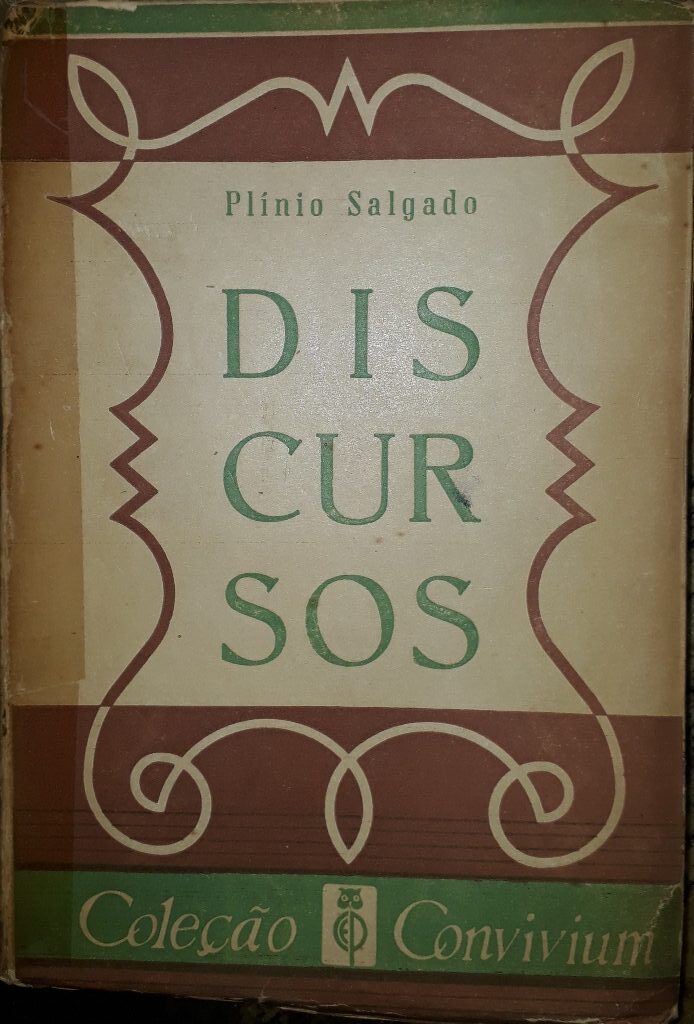 Plínio Salgado
DIS
CUR
SOS
Coleção Convivium